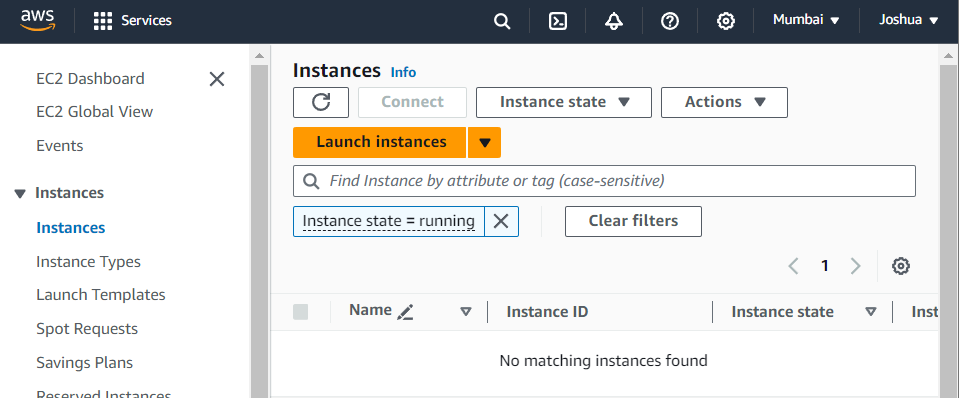 aws Services Mumbai Joshua
EC2 Dashboard
EC2 Global View
Events
Instances
Instances
Instance Types
Launch Templates
Spot Requests
Savings Plans
Reserved Instances
Instances Info
Connect Instance state Actions
Launch instances
Find Instance by attribute or tag (case-sensitive)
Instance state = running Clear filters
1
Name Instance ID Instance state Inst
No matching instances found